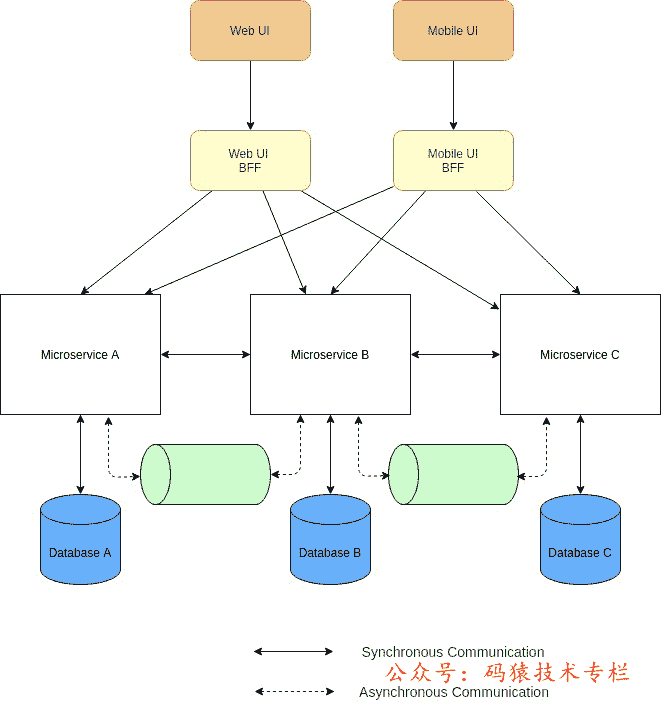 Web UI
Mobile UI
Web UI
BFF
Mobile UI
BFF
Microservice A
Microservice B
Microservice C
Database A
Database B
Database C
Synchronous Communication
公众号：码猿技术专栏
Asynchronous Communication